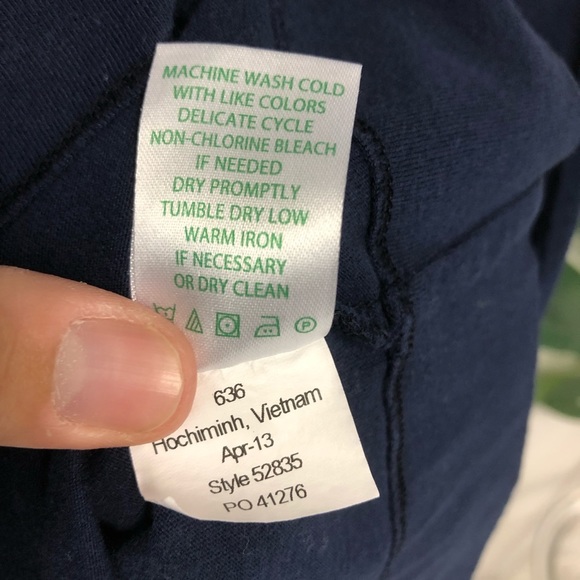 MACHINE WASH COLD
WITH LIKE COLORS
DELICATE CYCLE
NON-CHLORINE BLEACH
IF NEEDED
DRY PROMPTLY
TUMBLE DRY LOW
WARM IRON
IF NECESSARY
OR DRY CLEAN
P
636
Hochiminh, Vietnam
Apr-13
Style 52835
PO 41276